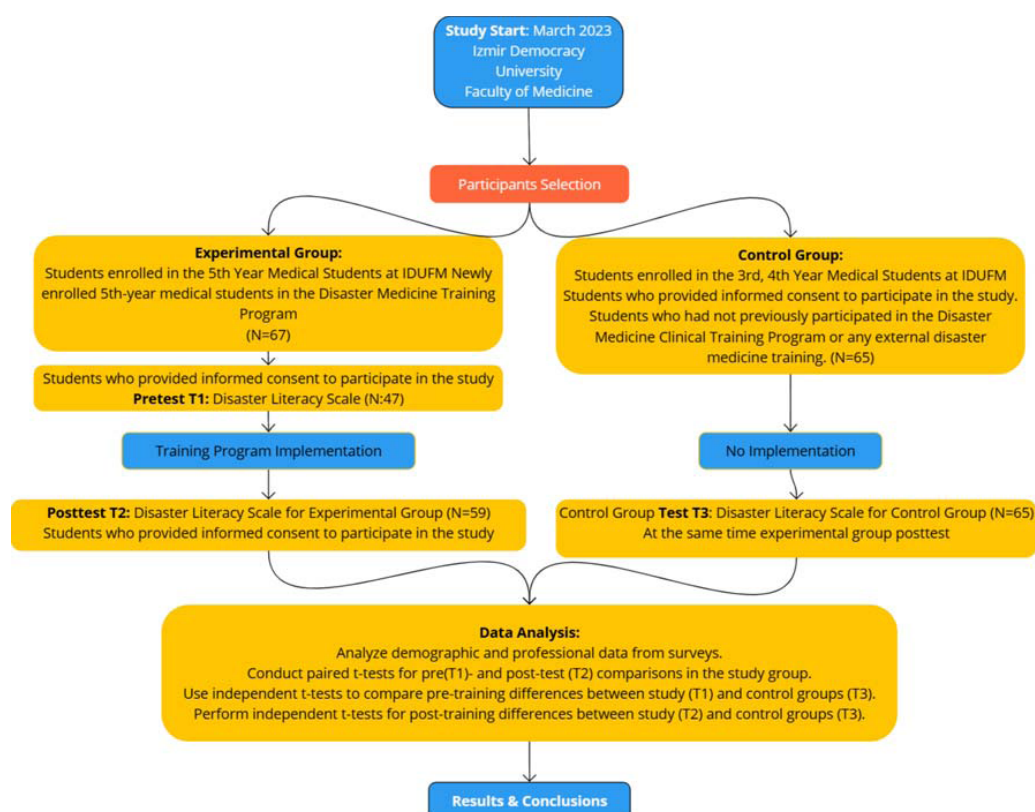 Study Start: March 2023
Izmir Democracy
University
Faculty of Medicine
Participants Selection
Experimental Group:
Students enrolled in the 5th Year Medical Students at IDUFM Newly
enrolled 5th-year medical students in the Disaster Medicine Training
Program
(N=67)
Control Group:
Students enrolled in the 3rd, 4th Year Medical Students at IDUFM
Students who provided informed consent to participate in the study.
Students who had not previously participated in the Disaster
Medicine Clinical Training Program or any external disaster
medicine training. (N=65)
Students who provided informed consent to participate in the study
Pretest T1: Disaster Literacy Scale (N:47)
Training Program Implementation
No Implementation
Posttest T2: Disaster Literacy Scale for Experimental Group (N=59)
Students who provided informed consent to participate in the study
Control Group Test T3: Disaster Literacy Scale for Control Group (N=65)
At the same time experimental group posttest
Data Analysis:
Analyze demographic and professional data from surveys.
Conduct paired t-tests for pre(T1)- and post-test (T2) comparisons in the study group.
Use independent t-tests to compare pre-training differences between study (T1) and control groups (T3).
Perform independent t-tests for post-training differences between study (T2) and control groups (T3).
Results & Conclusions